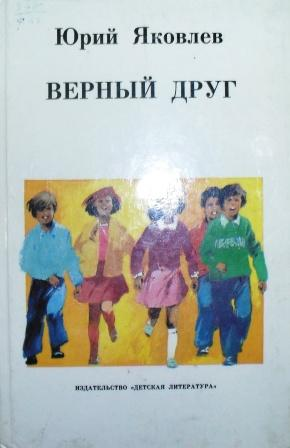 Юрий Яковлев
ВЕРНЫЙ ДРУГ
ИЗДАТЕЛЬСТВО «ДЕТСКАЯ ЛИТЕРАТУРА»